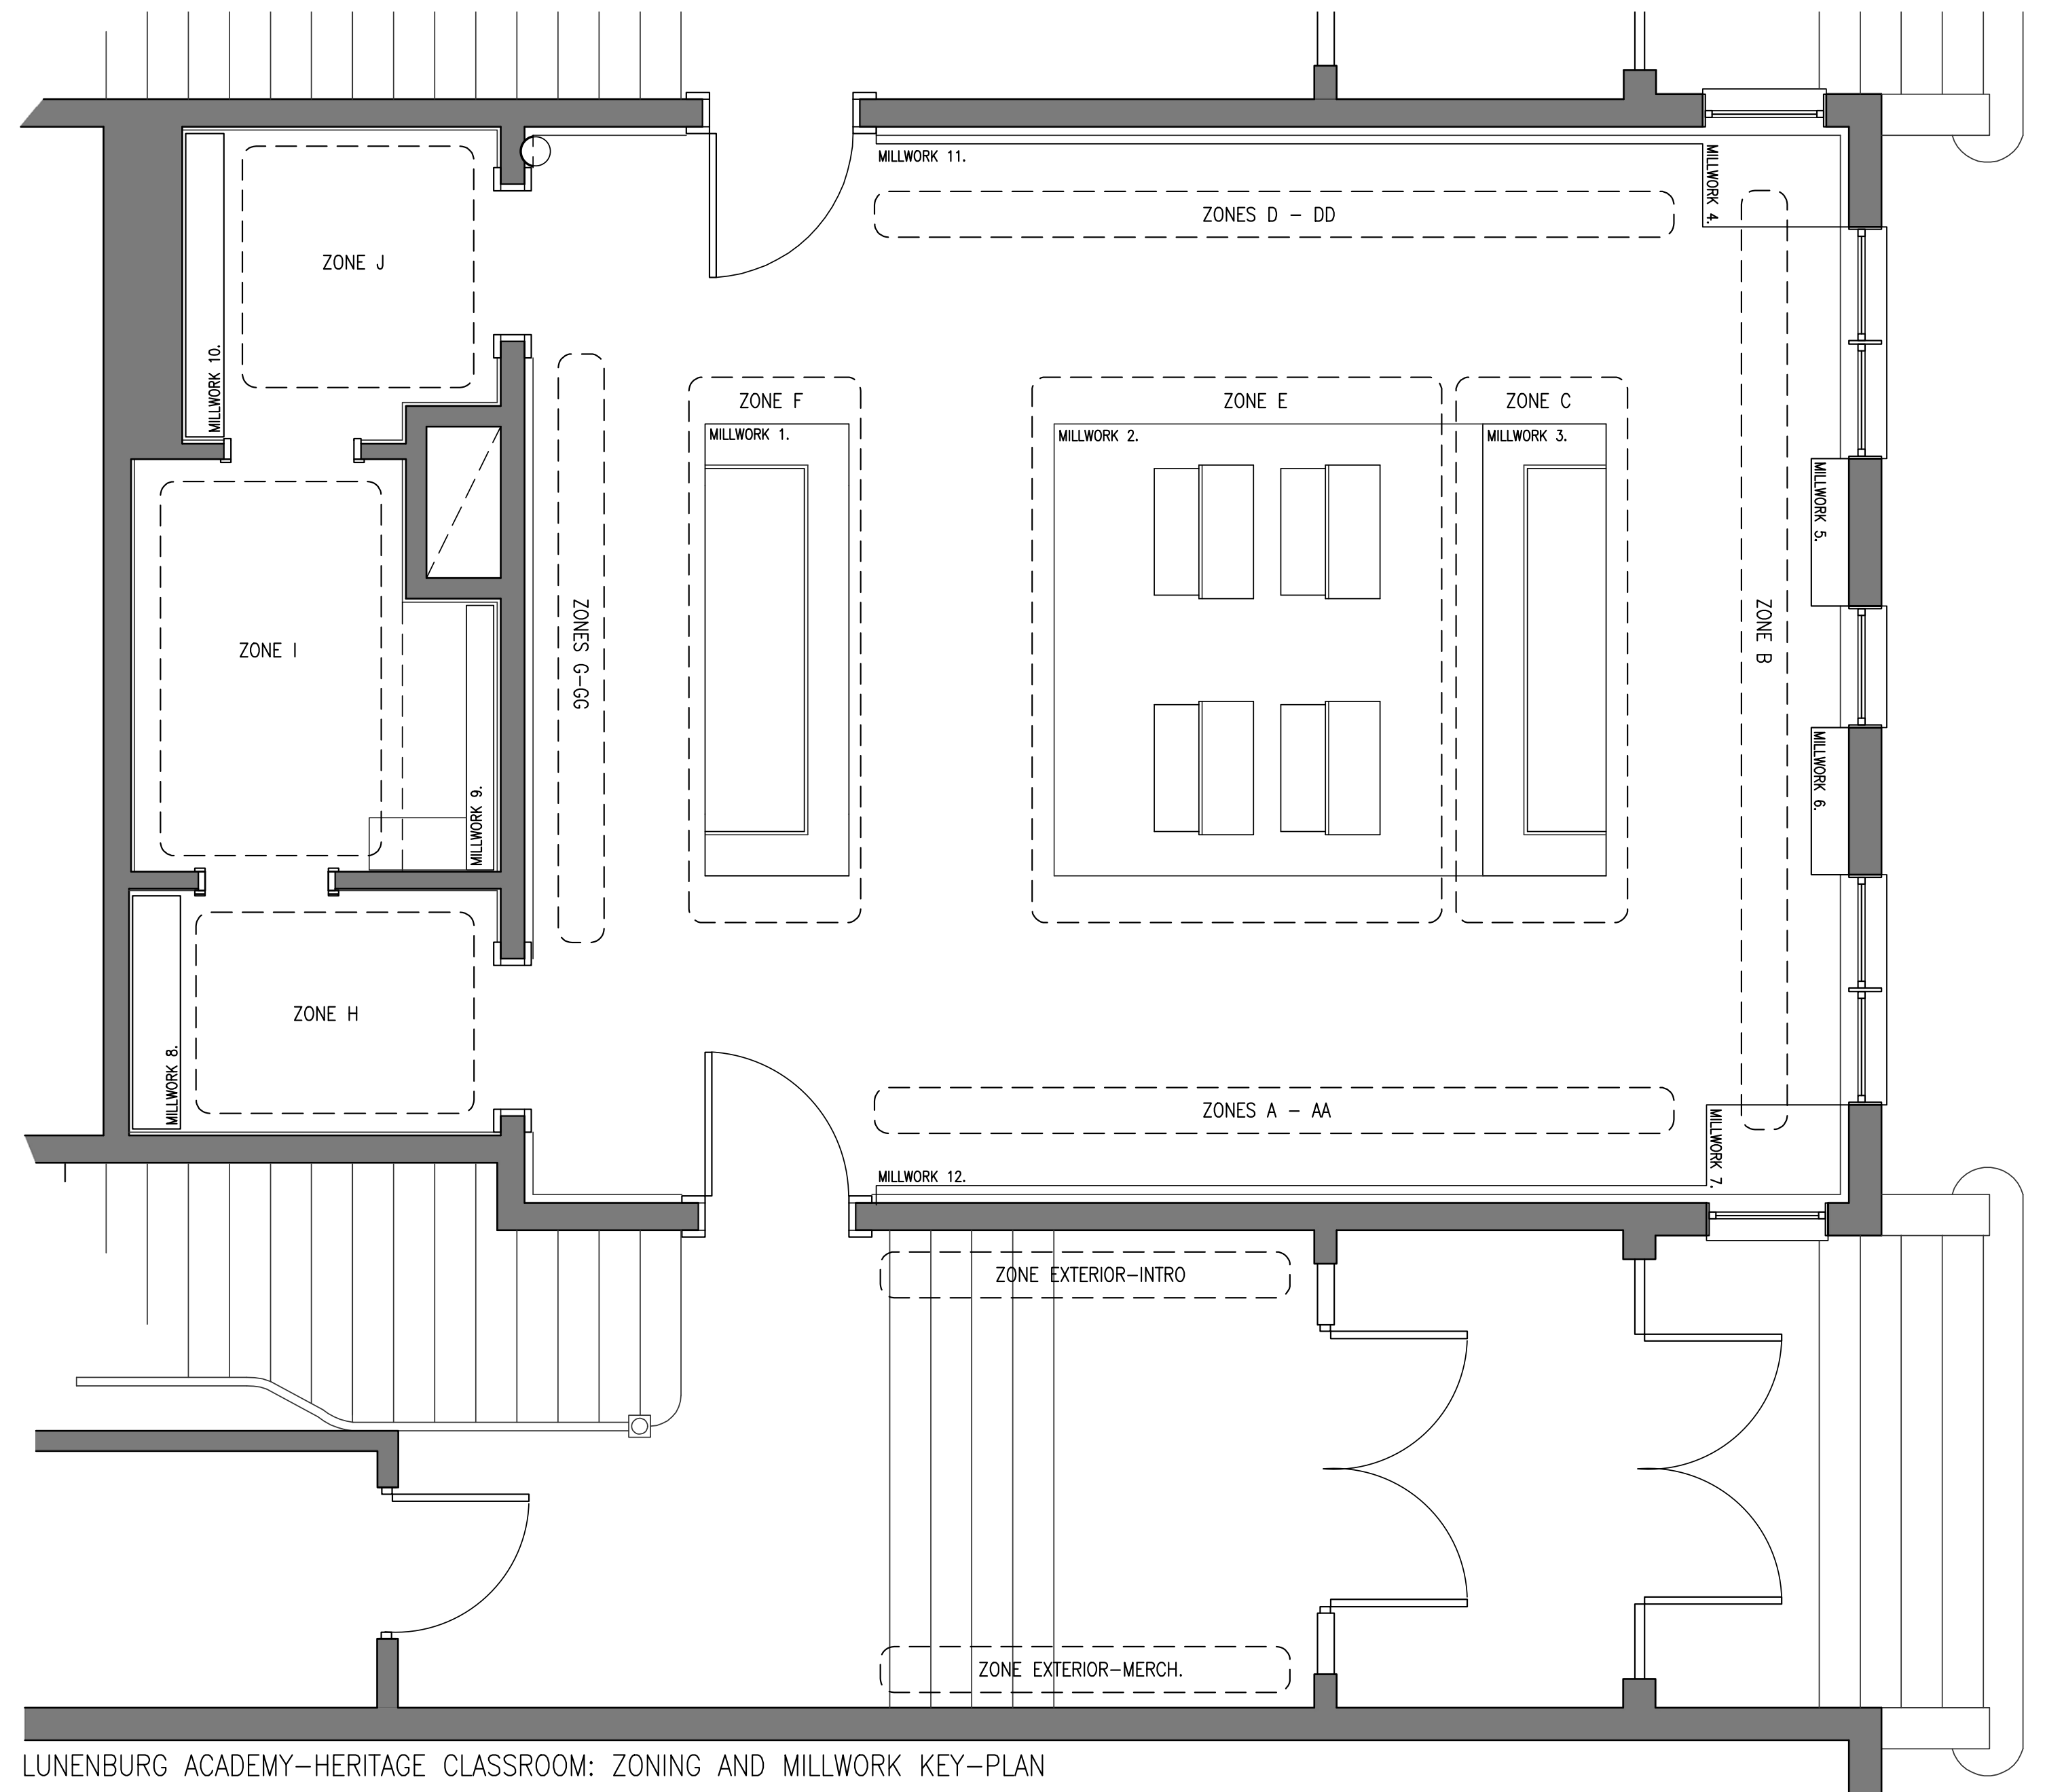 MILLWORK 11.
MILLWORK 4.
ZONES D - DD
ZONE J
MILLWORK 10.
ZONE F
ZONE E
ZONE C
MILLWORK 1.
MILLWORK 2.
MILLWORK 3.
MILLWORK 5.
ZONES G-GG
ZONE B
ZONE I
MILLWORK 6.
MILLWORK 9.
ZONE H
MILLWORK 8.
ZONES A - AA
MILLWORK 7.
MILLWORK 12.
ZONE EXTERIOR-INTRO
ZONE EXTERIOR-MERCH.
LUNENBURG ACADEMY-HERITAGE CLASSROOM: ZONING AND MILLWORK KEY-PLAN